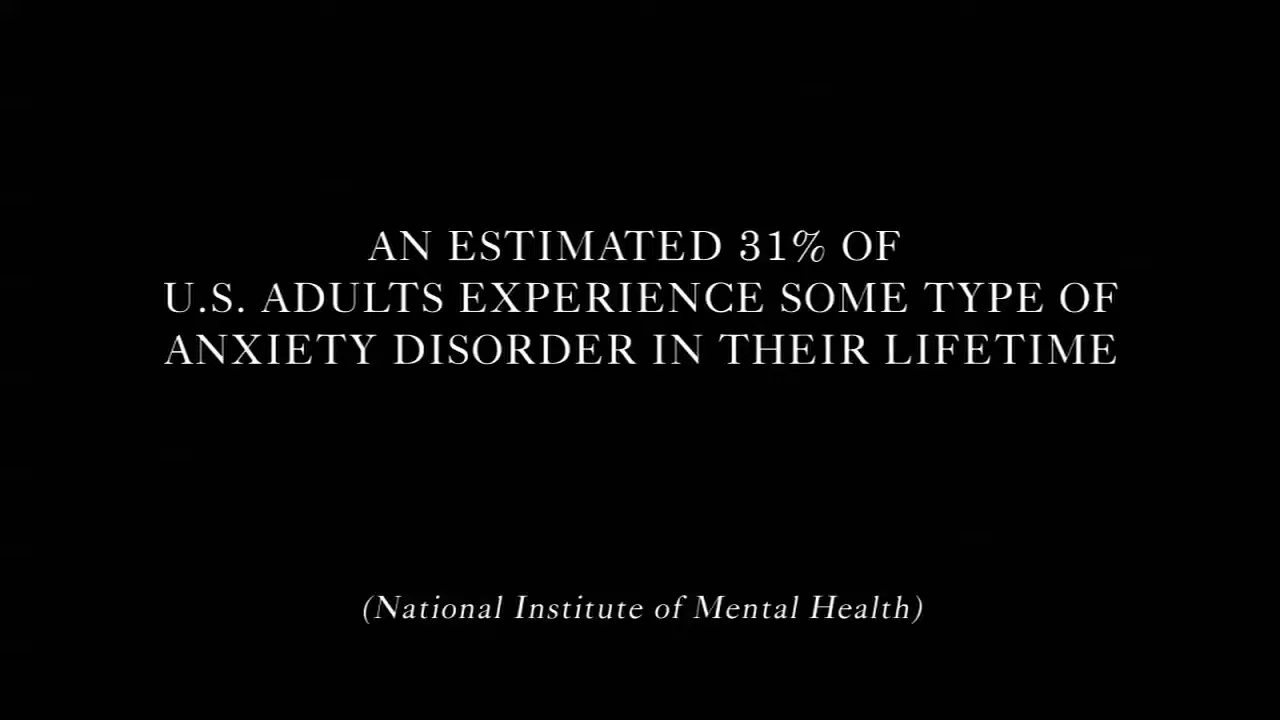 AN ESTIMATED 31% OF
U.S. ADULTS EXPERIENCE SOME TYPE OF
ANXIETY DISORDER IN THEIR LIFETIME
(National Institute of Mental Health)